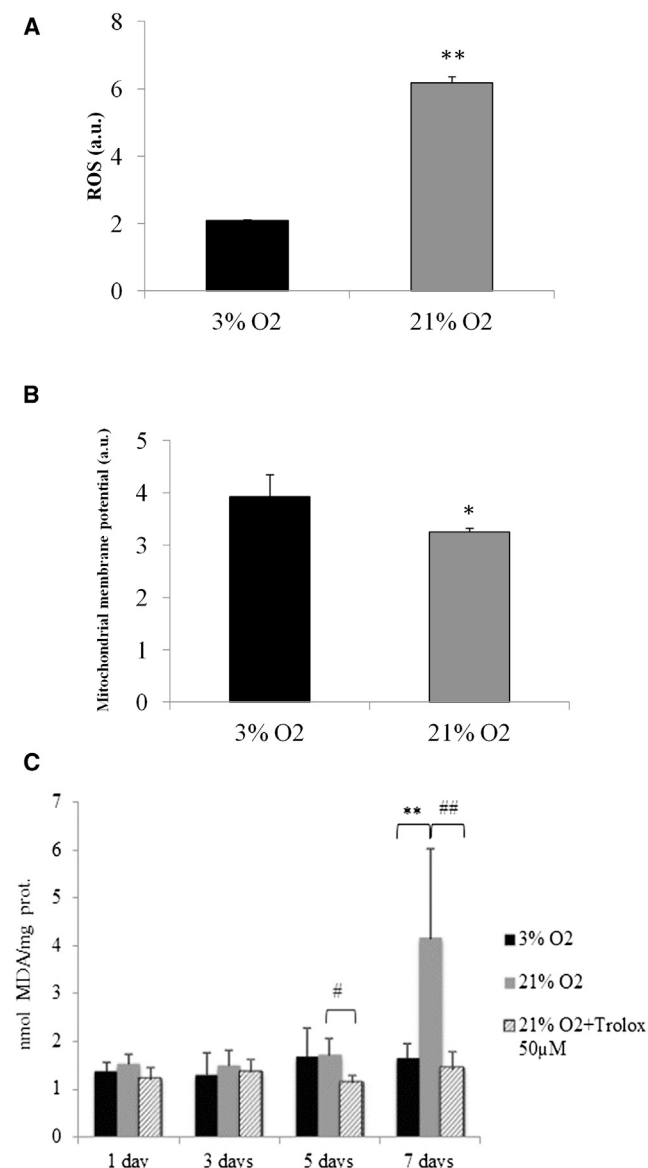 A
8
6
4
2
0
ROS (a.u.)
**
3% O2
21% O2
B
5
4
3
2
1
0
Mitochondrial membrane potential (a.u.)
*
3% O2
21% O2
C
7
6
5
4
3
2
1
0
nmol MDA/mg prot.
#
** ##
1 day
3 days
5 days
7 days
3% O2
21% O2
21% O2+Trolox
50µM